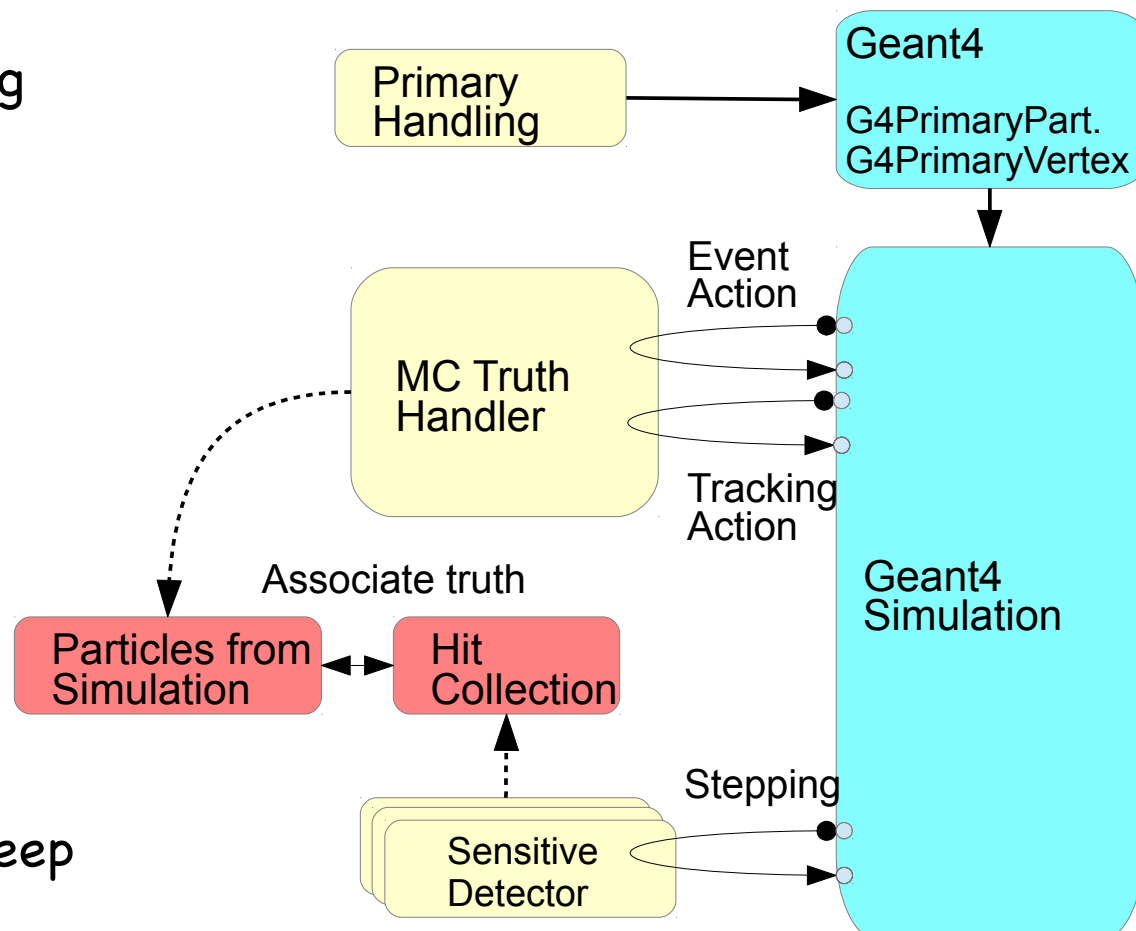 g
Primary
Handling
Geant4
G4PrimaryPart.
G4PrimaryVertex
Event
Action
MC Truth
Handler
Tracking
Action
Geant4
Simulation
Associate truth
Particles from
Simulation
Hit
Collection
Stepping
Sensitive
Detector
eep